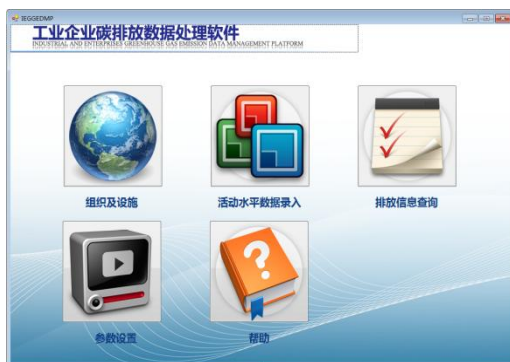 IEGGEDMP
工业企业碳排放数据处理软件
INDUSTRIAL AND ENTERPRISES GREENHOUSE GAS EMISSION DATA MANAGEMENT PLATFORM
组织及设施
活动水平数据录入
排放信息查询
参数设置
帮助